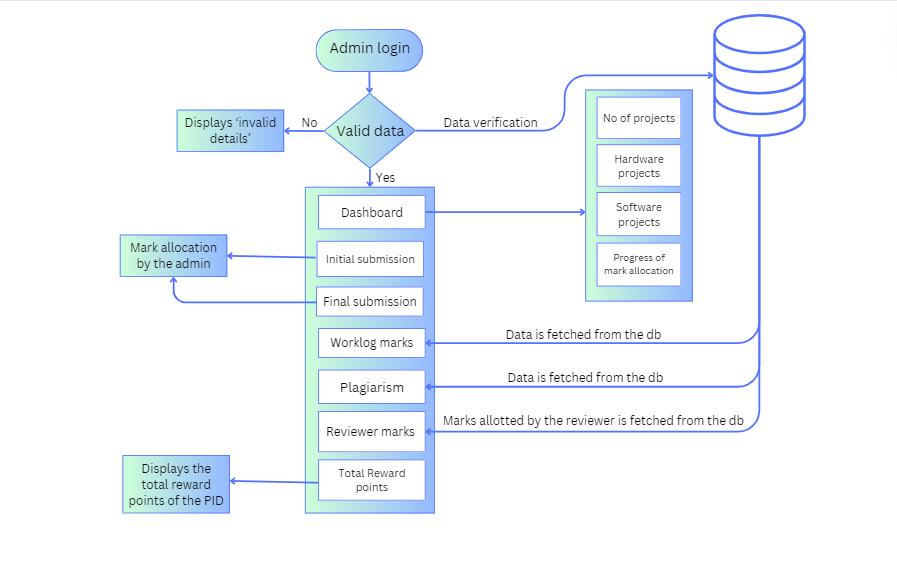 Admin login
Valid data
No
Displays ‘invalid
details’
Data verification
Yes
Dashboard
Initial submission
Final submission
Worklog marks
Plagiarism
Reviewer marks
Total Reward
points
Mark allocation
by the admin
Displays the
total reward
points of the PID
No of projects
Hardware
projects
Software
projects
Progress of
mark allocation
Data is fetched from the db
Data is fetched from the db
Marks allotted by the reviewer is fetched from the db